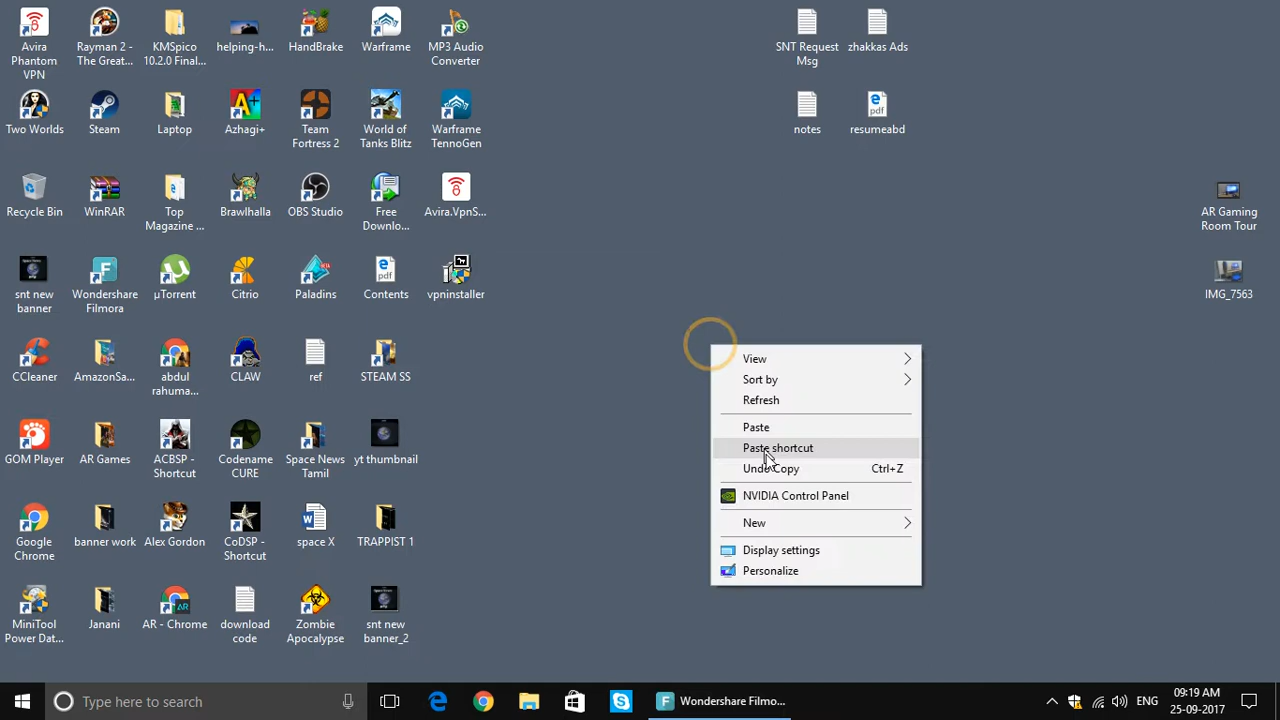 Avira
Phantom
VPN
Rayman 2 -
The Great...
KMSpico
10.2.0 Final...
helping-h...
HandBrake
Warframe
MP3 Audio
Converter
SNT Request
Msg
zhakkas Ads
Two Worlds
Steam
Laptop
Azhagi+
Team
Fortress 2
World of
Tanks Blitz
Warframe
TennoGen
notes
resumeabd
Recycle Bin
WinRAR
Top
Magazine ...
Brawlhalla
OBS Studio
Free
Downlo...
Avira.VpnS...
AR Gaming
Room Tour
snt new
banner
Wondershare
Filmora
µTorrent
Citrio
Paladins
Contents
vpninstaller
IMG_7563
CCleaner
AmazonSa...
abdul
rahuma...
CLAW
ref
STEAM SS
GOM Player
AR Games
ACBSP -
Shortcut
Codename
CURE
Space News
Tamil
yt thumbnail
Google
Chrome
banner work
Alex Gordon
CoDSP -
Shortcut
space X
TRAPPIST 1
MiniTool
Power Dat...
Janani
AR - Chrome
download
code
Zombie
Apocalypse
snt new
banner_2
View
Sort by
Refresh
Paste
Paste shortcut
Undo Copy Ctrl+Z
NVIDIA Control Panel
New
Display settings
Personalize
Type here to search
Wondershare Filmo...
ENG
09:19 AM
25-09-2017